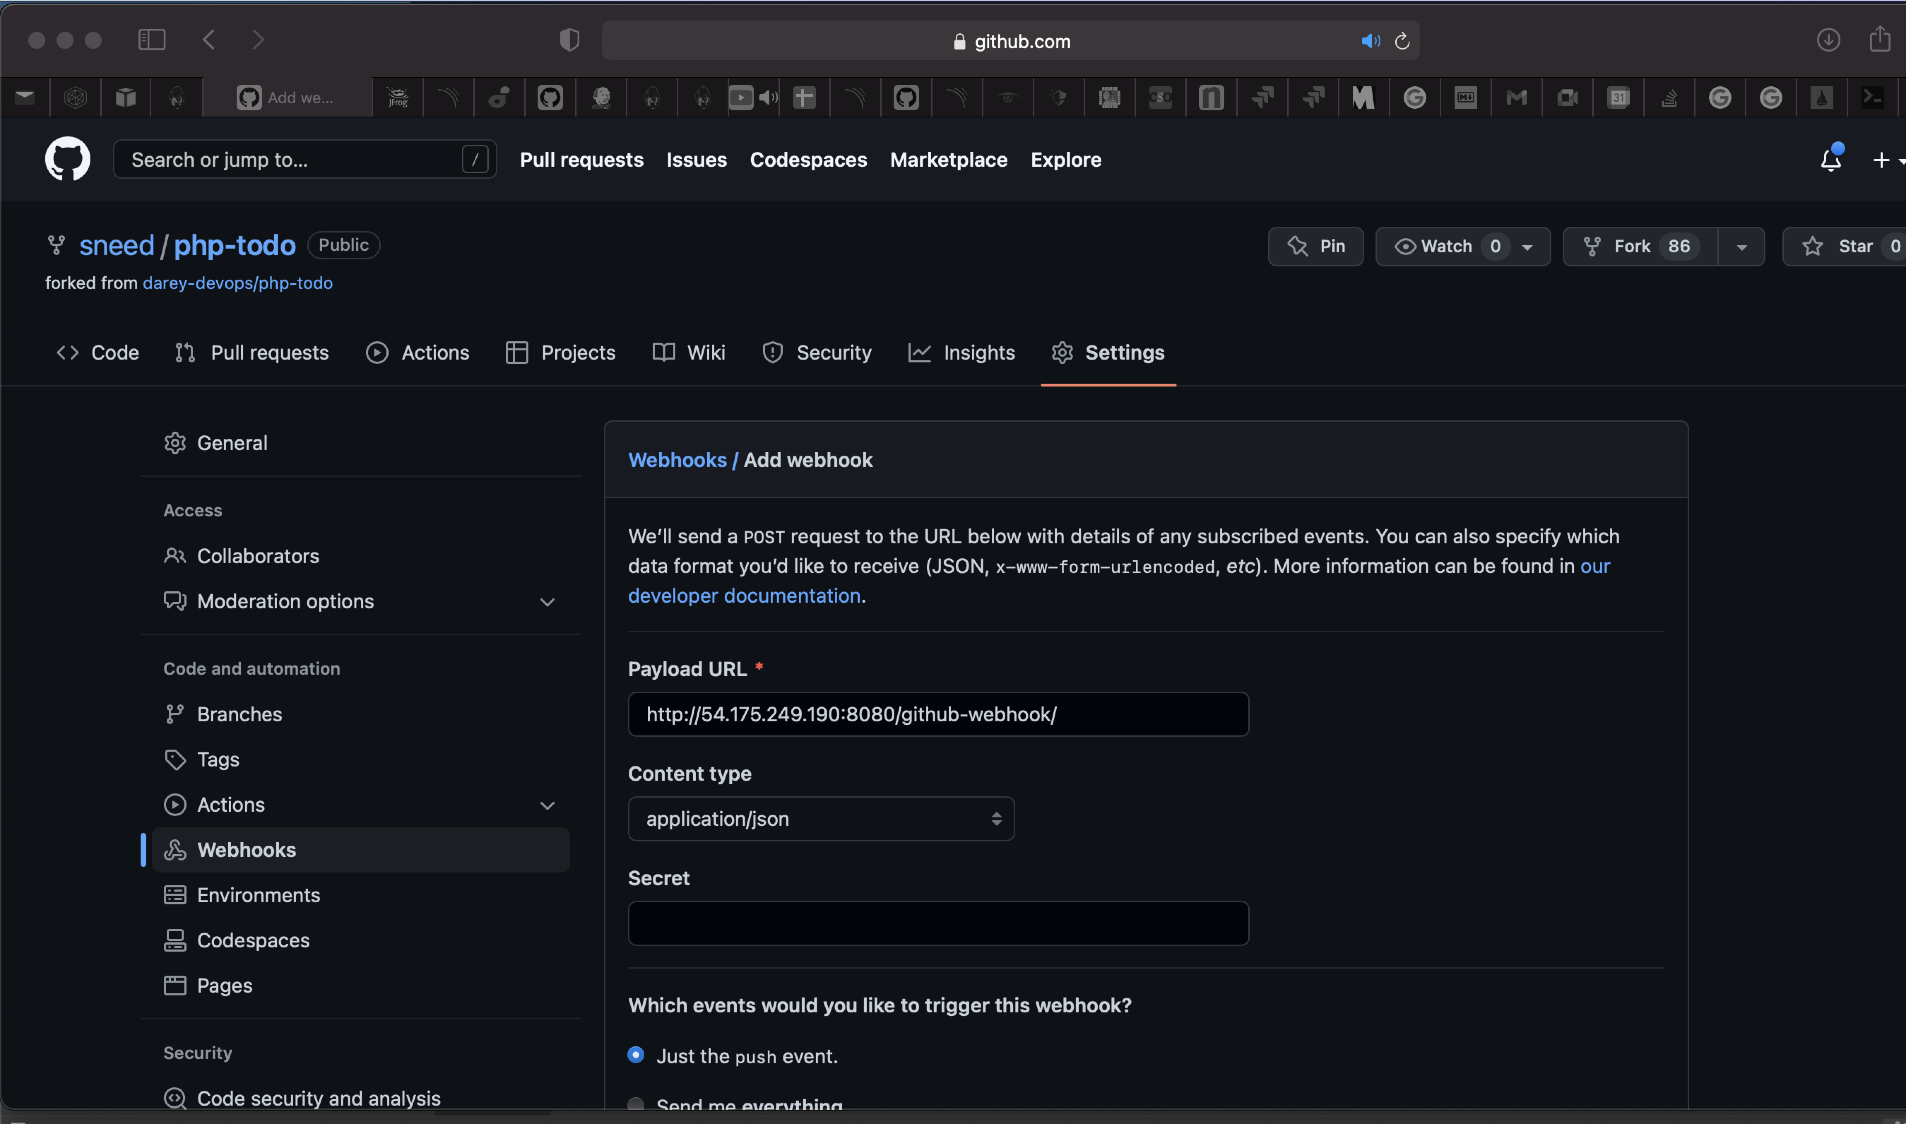 github.com
Add we...
JFrog
CSC
31
Search or jump to...
/
Pull requests
Issues
Codespaces
Marketplace
Explore
sneed / php-todo
Public
Pin
Watch 0
Fork 86
Star 0
forked from darey-devops/php-todo
Code
Pull requests
Actions
Projects
Wiki
Security
Insights
Settings
General
Access
Collaborators
Moderation options
Code and automation
Branches
Tags
Actions
Webhooks
Environments
Codespaces
Pages
Security
Code security and analysis
Webhooks / Add webhook
We'll send a POST request to the URL below with details of any subscribed events. You can also specify which
data format you'd like to receive (JSON, x-www-form-urlencoded, etc). More information can be found in our
developer documentation.
Payload URL *
http://54.175.249.190:8080/github-webhook/
Content type
application/json
Secret
Which events would you like to trigger this webhook?
Just the push event.
Send me everything